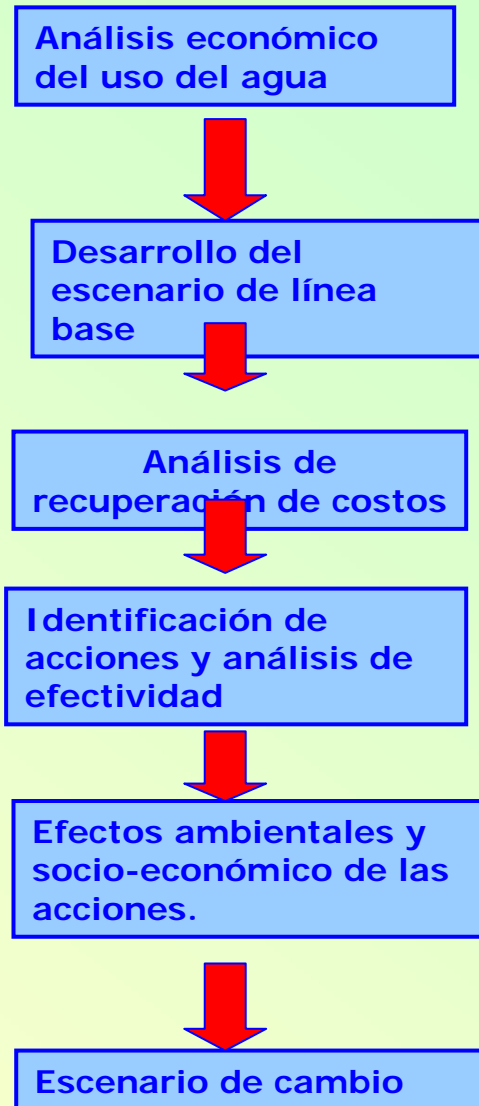 Análisis económico
del uso del agua
Desarrollo del
escenario de línea
base
Análisis de
recuperación de costos
Identificación de
acciones y análisis de
efectividad
Efectos ambientales y
socio-económico de las
acciones.
Escenario de cambio